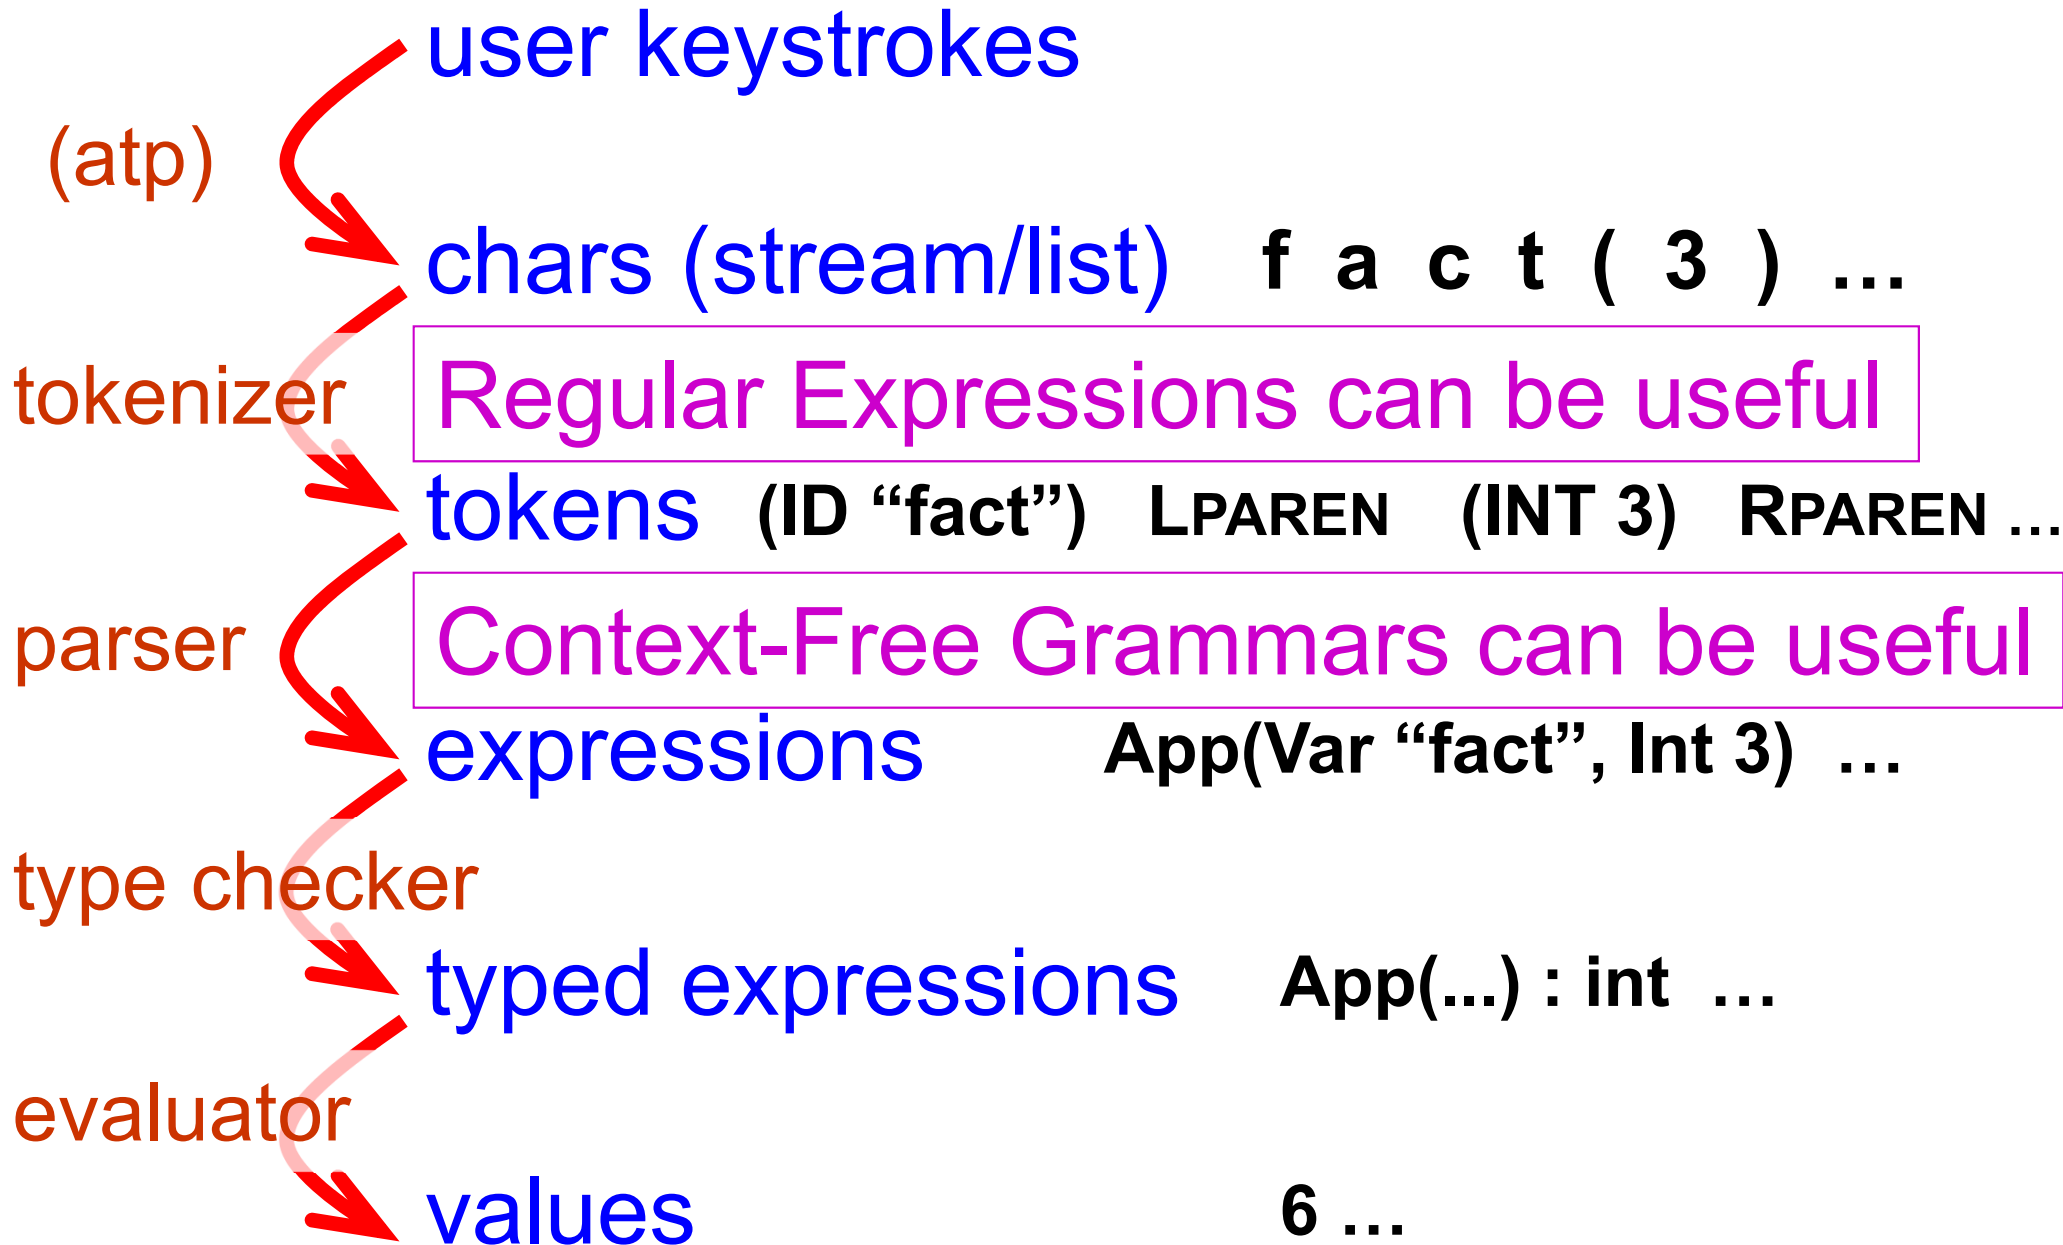 user keystrokes
(atp)
chars (stream/list) f a c t ( 3 ) …
tokenizer Regular Expressions can be useful
tokens (ID “fact”) LPAREN (INT 3) RPAREN …
parser Context-Free Grammars can be useful
expressions App(Var “fact”, Int 3) …
type checker
typed expressions App(...) : int …
evaluator
values 6 …